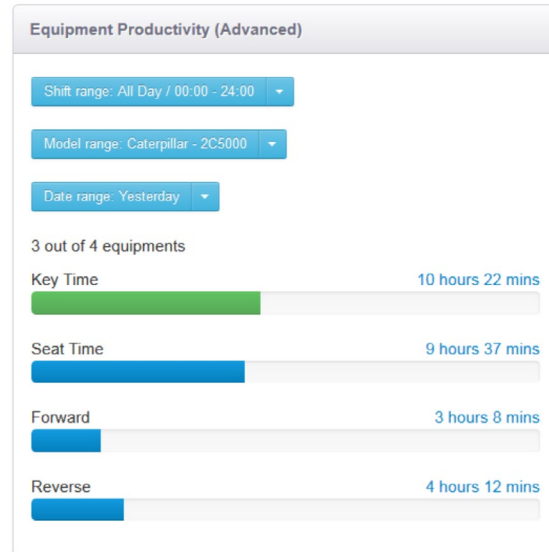 Equipment Productivity (Advanced)
Shift range: All Day / 00:00 - 24:00
Model range: Caterpillar - 2C5000
Date range: Yesterday
3 out of 4 equipments
Key Time 10 hours 22 mins
Seat Time 9 hours 37 mins
Forward 3 hours 8 mins
Reverse 4 hours 12 mins